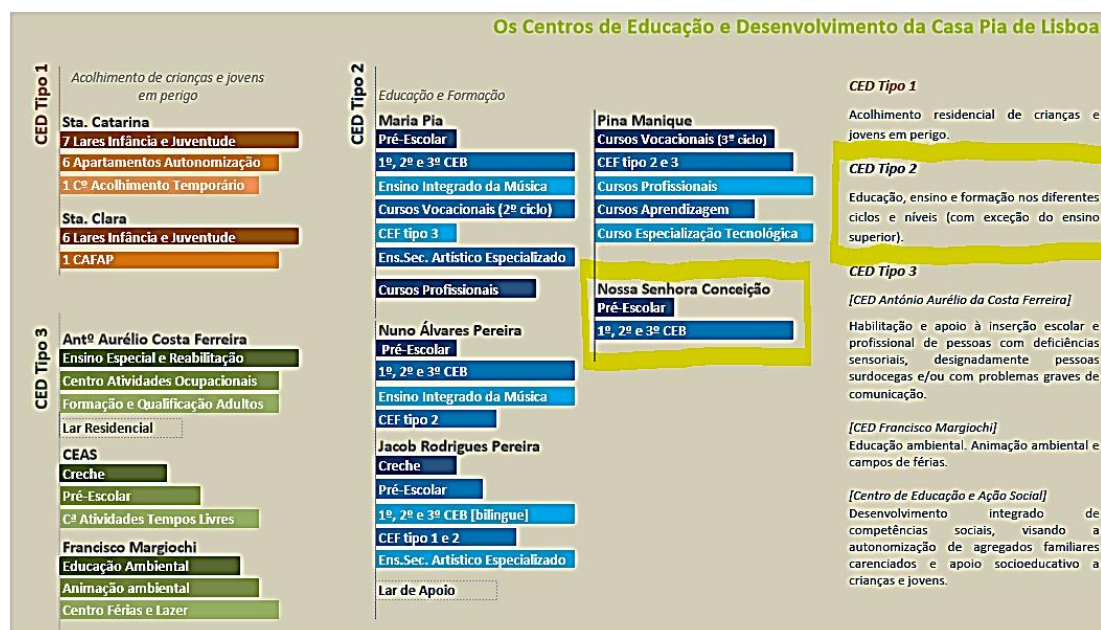 Os Centros de Educação e Desenvolvimento da Casa Pia de Lisboa
CED Tipo 1
Acolhimento de crianças e jovens
em perigo
Sta. Catarina
7 Lares Infância e Juventude
6 Apartamentos Autonomização
1 Cº Acolhimento Temporário
Sta. Clara
6 Lares Infância e Juventude
1 CAFAP
CED Tipo 3
Antº Aurélio Costa Ferreira
Ensino Especial e Reabilitação
Centro Atividades Ocupacionais
Formação e Qualificação Adultos
Lar Residencial
CEAS
Creche
Pré-Escolar
Cª Atividades Tempos Livres
Francisco Margiochi
Educação Ambiental
Animação ambiental
Centro Férias e Lazer
CED Tipo 2
Educação e Formação
Maria Pia
Pré-Escolar
1º, 2º e 3º CEB
Ensino Integrado da Música
Cursos Vocacionais (2º ciclo)
CEF tipo 3
Ens.Sec. Artístico Especializado
Cursos Profissionais
Nuno Álvares Pereira
Pré-Escolar
1º, 2º e 3º CEB
Ensino Integrado da Música
CEF tipo 2
Jacob Rodrigues Pereira
Creche
Pré-Escolar
1º, 2º e 3º CEB [bilingue]
CEF tipo 1 e 2
Ens.Sec. Artístico Especializado
Lar de Apoio
Pina Manique
Cursos Vocacionais (3º ciclo)
CEF tipo 2 e 3
Cursos Profissionais
Cursos Aprendizagem
Curso Especialização Tecnológica
Nossa Senhora Conceição
Pré-Escolar
1º, 2º e 3º CEB
CED Tipo 1
Acolhimento residencial de crianças e
jovens em perigo.
CED Tipo 2
Educação, ensino e formação nos diferentes
ciclos e níveis (com exceção do ensino
superior).
CED Tipo 3
[CED António Aurélio da Costa Ferreira]
Habilitação e apoio à inserção escolar e
profissional de pessoas com deficiências
sensoriais, designadamente pessoas
surdocegas e/ou com problemas graves de
comunicação.
[CED Francisco Margiochi]
Educação ambiental. Animação ambiental e
campos de férias.
[Centro de Educação e Ação Social]
Desenvolvimento integrado de
competências sociais, visando a
autonomização de agregados familiares
carenciados e apoio socioeducativo a
crianças e jovens.